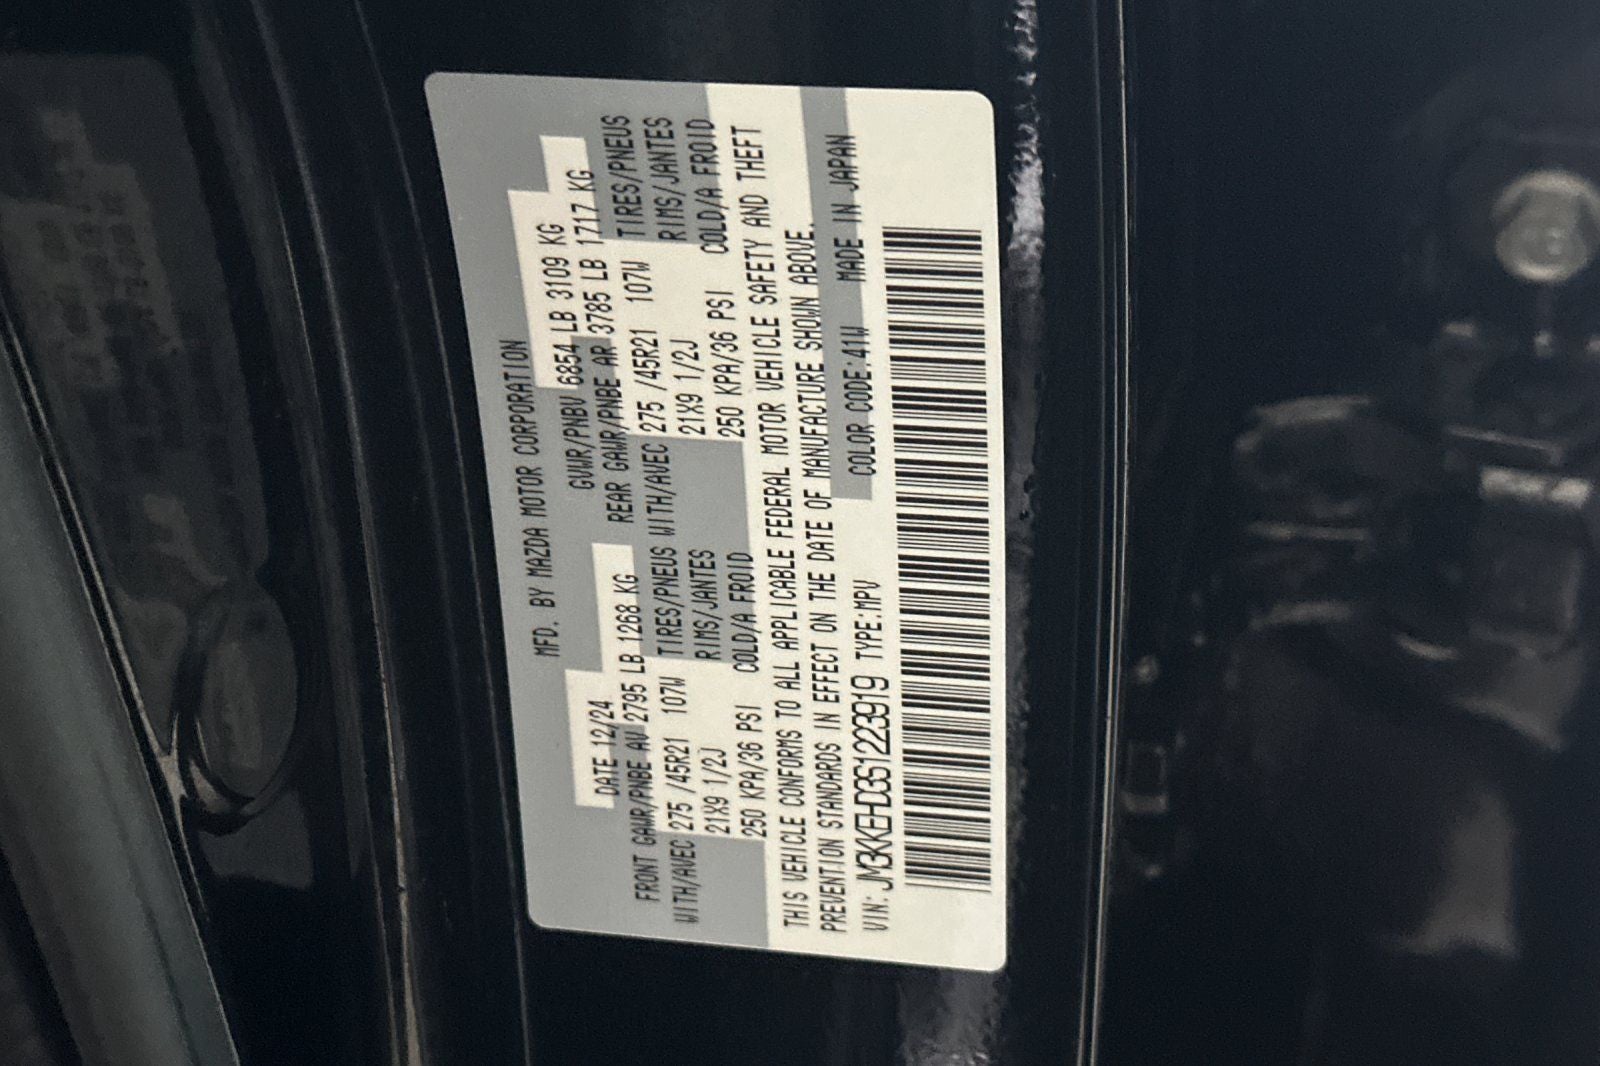 MFD. BY MAZDA MOTOR CORPORATION
DATE 12/24 GVWR/PNBV 6854 LB 3109 KG
FRONT GAWR/PNBE AV 2795 LB 1268 KG REAR GAWR/PNBE AR 3785 LB 1717 KG
WITH/AVEC 275 /45R21 107W TIRES/PNEUS WITH/AVEC 275 /45R21 107W TIRES/PNEUS
21X9 1/2J RIMS/JANTES 21X9 1/2J RIMS/JANTES
250 KPA/36 PSI COLD/A FROID 250 KPA/36 PSI COLD/A FROID
THIS VEHICLE CONFORMS TO ALL APPLICABLE FEDERAL MOTOR VEHICLE SAFETY AND THEFT
PREVENTION STANDARDS IN EFFECT ON THE DATE OF MANUFACTURE SHOWN ABOVE.
VIN: JM3KKEHD3S1223919 TYPE:MPV COLOR CODE:41W MADE IN JAPAN